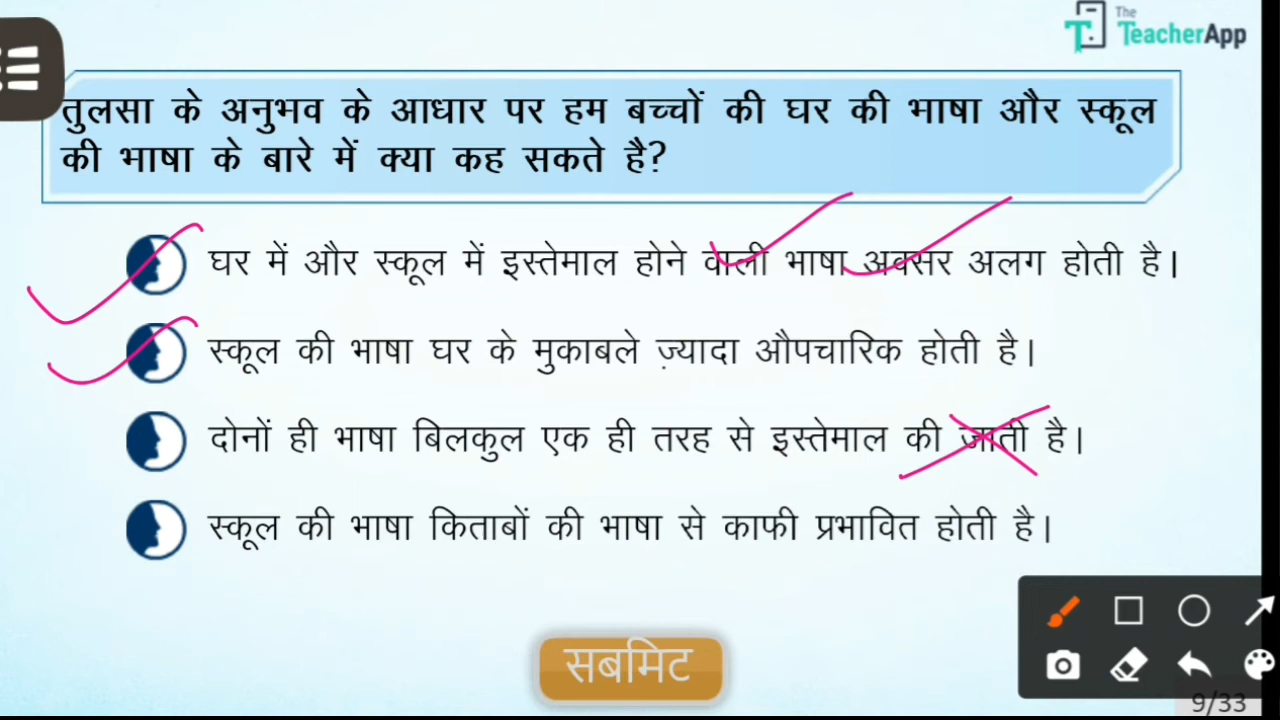 The
TeacherApp
तुलसा के अनुभव के आधार पर हम बच्चों की घर की भाषा और स्कूल
की भाषा के बारे में क्या कह सकते है?
घर में और स्कूल में इस्तेमाल होने वाली भाषा अक्सर अलग होती है।
स्कूल की भाषा घर के मुकाबले ज़्यादा औपचारिक होती है।
दोनों ही भाषा बिलकुल एक ही तरह से इस्तेमाल की जाती है।
स्कूल की भाषा किताबों की भाषा से काफी प्रभावित होती है।
सबमिट
9/33